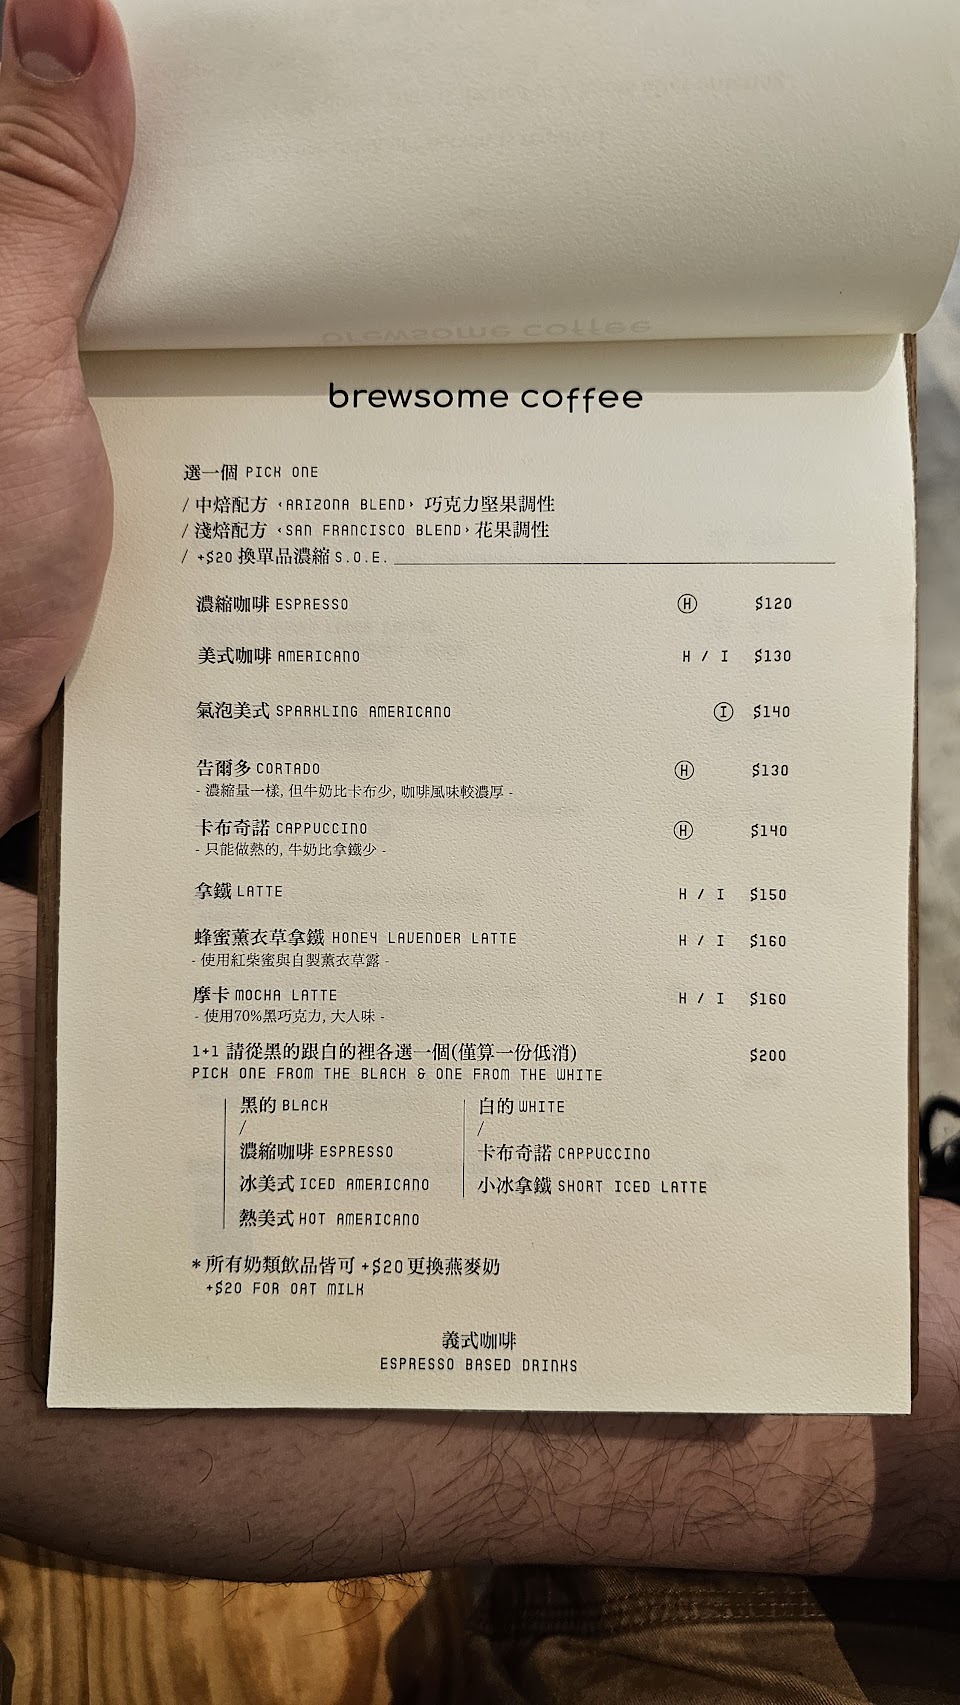 brewsome coffee
選一個 PICK ONE
/ 中焙配方 ‹ARIZONA BLEND› 巧克力堅果調性
/ 淺焙配方 ‹SAN FRANCISCO BLEND› 花果調性
/ +$20 換單品濃縮 S.O.E.
濃縮咖啡 ESPRESSO Ⓗ $120
美式咖啡 AMERICANO H / I $130
氣泡美式 SPARKLING AMERICANO Ⓘ $140
告爾多 CORTADO Ⓗ $130
- 濃縮量一樣, 但牛奶比卡布少, 咖啡風味較濃厚 -
卡布奇諾 CAPPUCCINO Ⓗ $140
- 只能做熱的, 牛奶比拿鐵少 -
拿鐵 LATTE H / I $150
蜂蜜薰衣草拿鐵 HONEY LAVENDER LATTE H / I $160
- 使用紅柴蜜與自製薰衣草露 -
摩卡 MOCHA LATTE H / I $160
- 使用70%黑巧克力, 大人味 -
1+1 請從黑的跟白的裡各選一個(僅算一份低消) $200
PICK ONE FROM THE BLACK & ONE FROM THE WHITE
黑的 BLACK
/
濃縮咖啡 ESPRESSO
冰美式 ICED AMERICANO
熱美式 HOT AMERICANO
白的 WHITE
/
卡布奇諾 CAPPUCCINO
小冰拿鐵 SHORT ICED LATTE
* 所有奶類飲品皆可 +$20 更換燕麥奶
+$20 FOR OAT MILK
義式咖啡
ESPRESSO BASED DRINKS